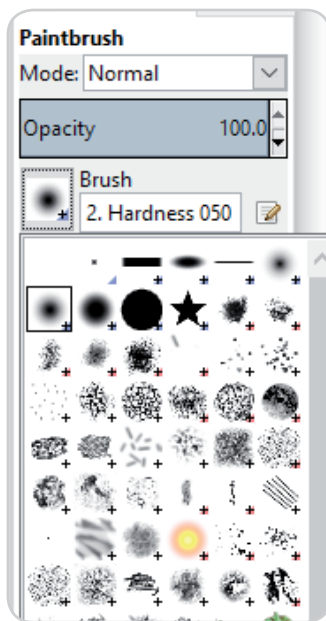 Paintbrush
Mode: Normal
Opacity 100.0
Brush
2. Hardness 050